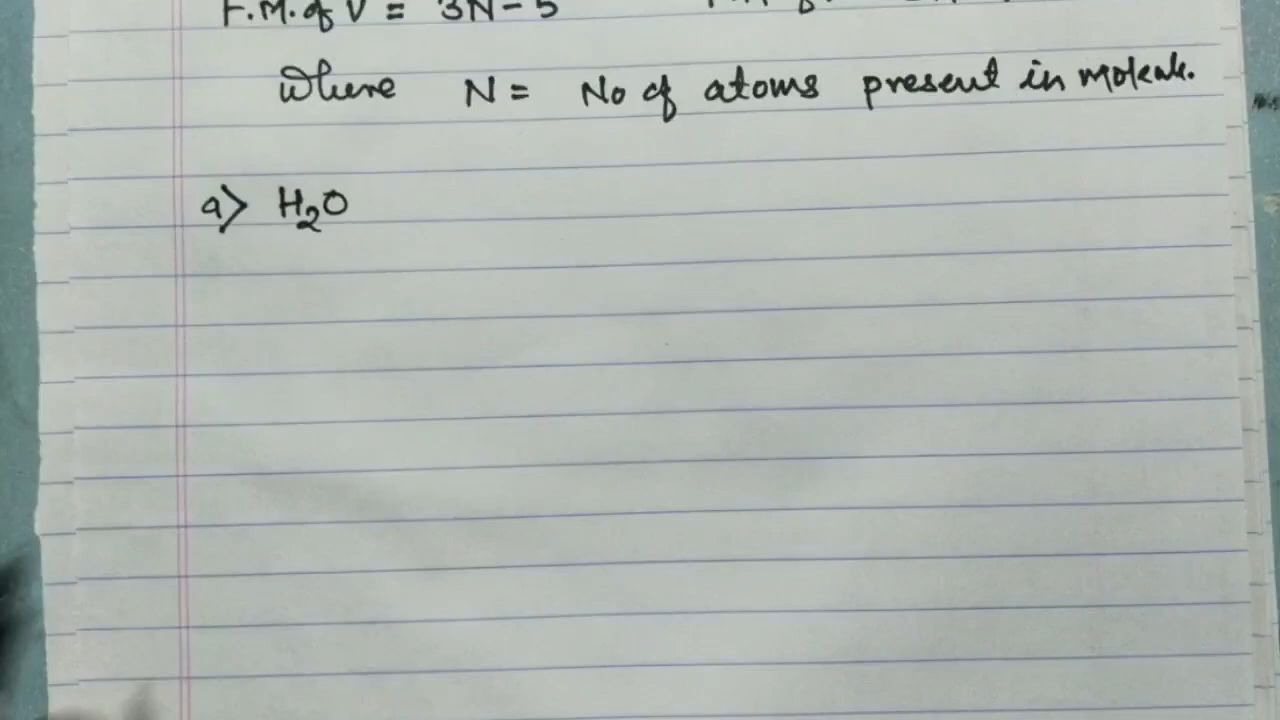 F.M. of V = 3N-5
where N = No of atoms present in molecule.
a> H₂O